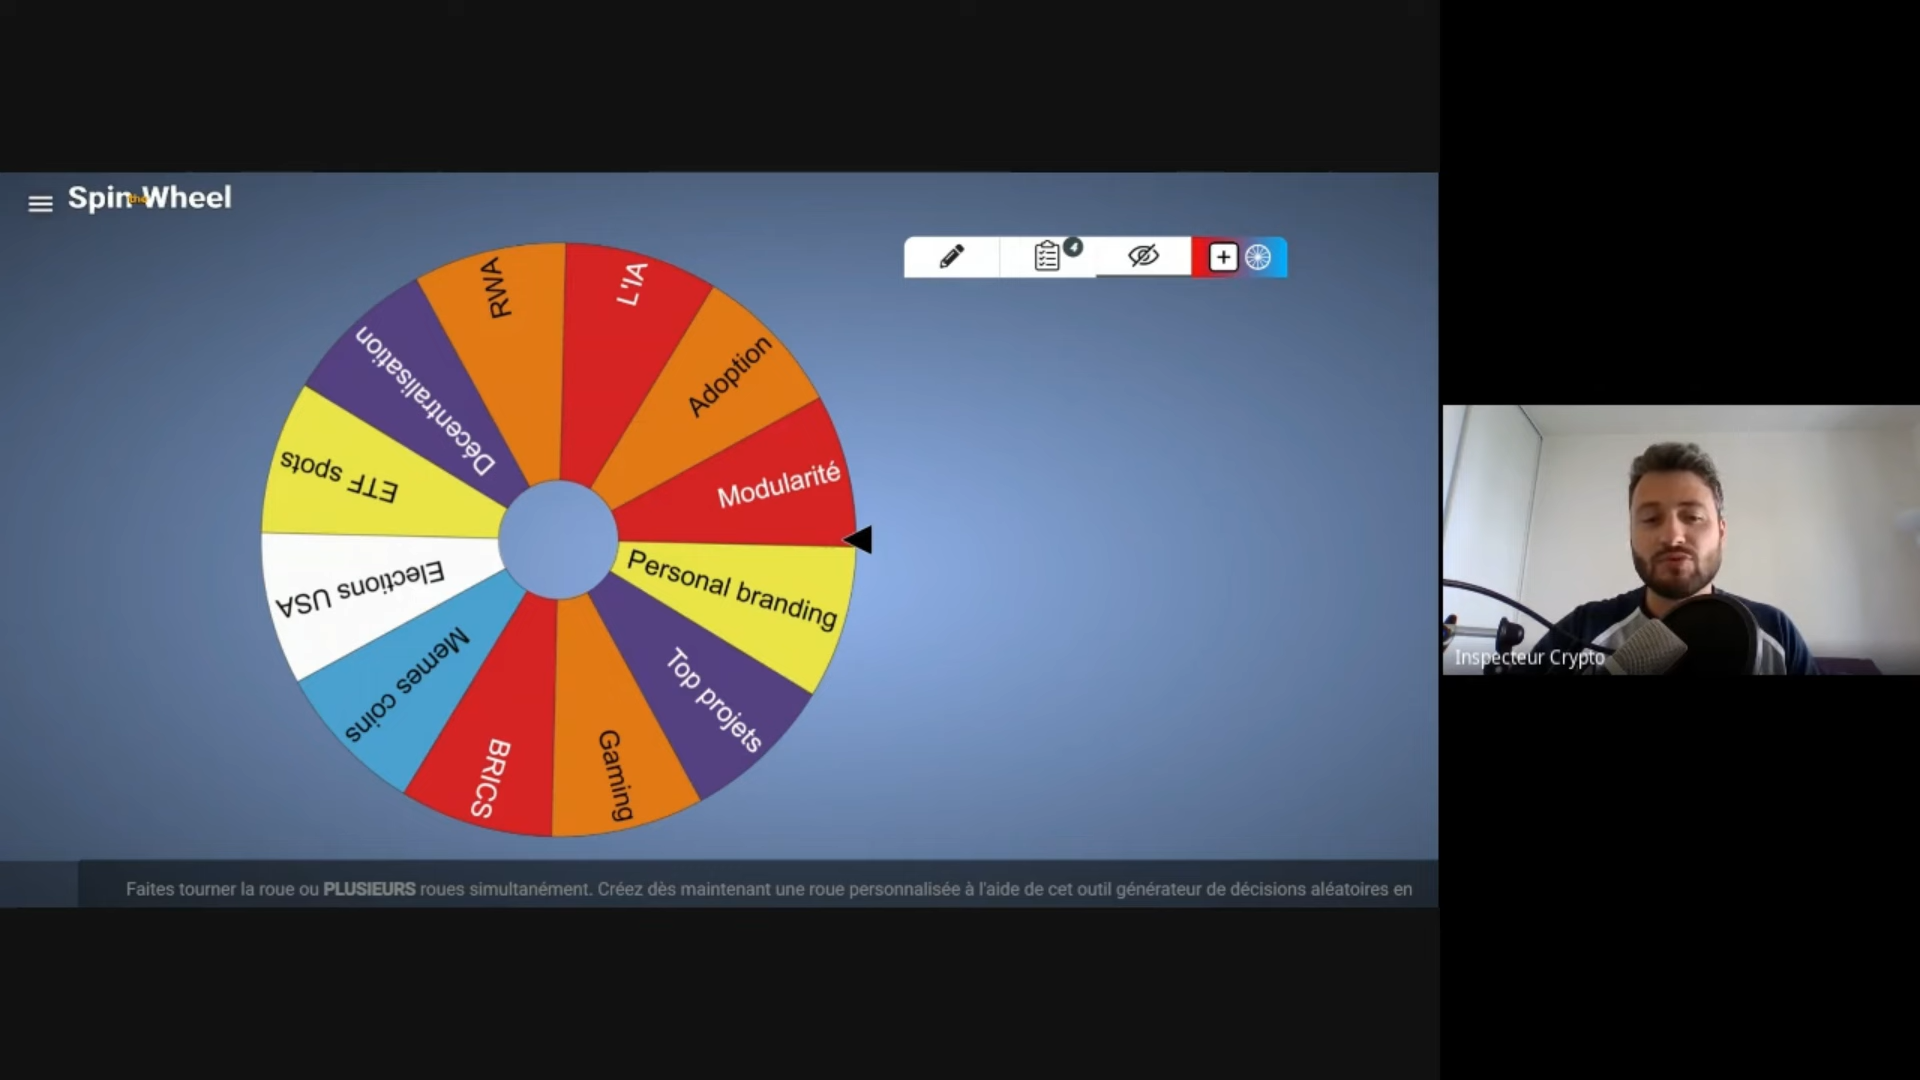 Spin the Wheel
4
RWA
L'IA
Adoption
Modularité
Personal branding
Top projets
Gaming
BRICS
Memes coins
Elections USA
ETF spots
Décentralisation
Inspecteur Crypto
Faites tourner la roue ou PLUSIEURS roues simultanément. Créez dès maintenant une roue personnalisée à l'aide de cet outil générateur de décisions aléatoires en